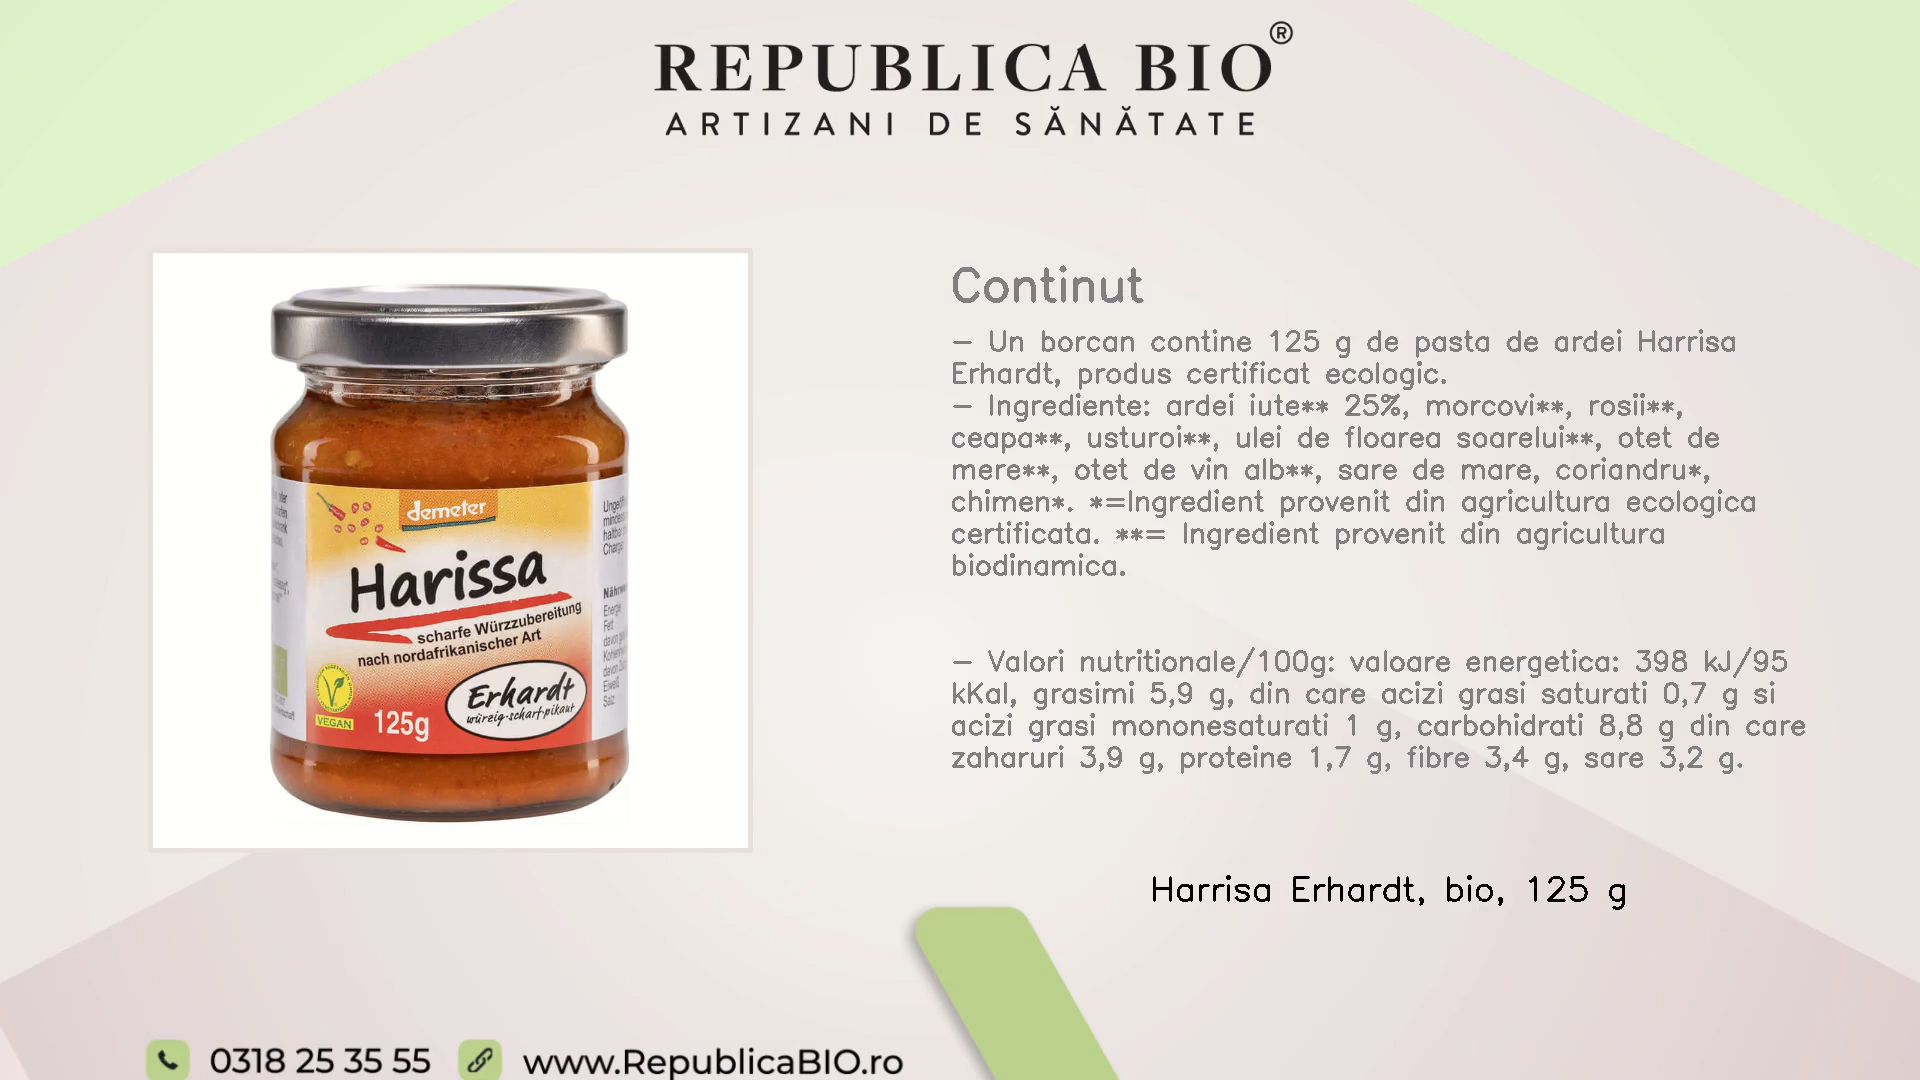 REPUBLICA BIO®
ARTIZANI DE SĂNĂTATE
demeter
Harissa
scharfe Würzzubereitung
nach nordafrikanischer Art
Erhardt
würzig-scharf-pikant
VEGAN
125g
Nährw
Energie
Fett
Eiweiß
Salz
Continut
- Un borcan contine 125 g de pasta de ardei Harrisa
Erhardt, produs certificat ecologic.
- Ingrediente: ardei iute** 25%, morcovi**, rosii**,
ceapa**, usturoi**, ulei de floarea soarelui**, otet de
mere**, otet de vin alb**, sare de mare, coriandru*,
chimen*. *=Ingredient provenit din agricultura ecologica
certificata. **= Ingredient provenit din agricultura
biodinamica.
- Valori nutritionale/100g: valoare energetica: 398 kJ/95
kKal, grasimi 5,9 g, din care acizi grasi saturati 0,7 g si
acizi grasi mononesaturati 1 g, carbohidrati 8,8 g din care
zaharuri 3,9 g, proteine 1,7 g, fibre 3,4 g, sare 3,2 g.
Harrisa Erhardt, bio, 125 g
0318 25 35 55
www.RepublicaBIO.ro